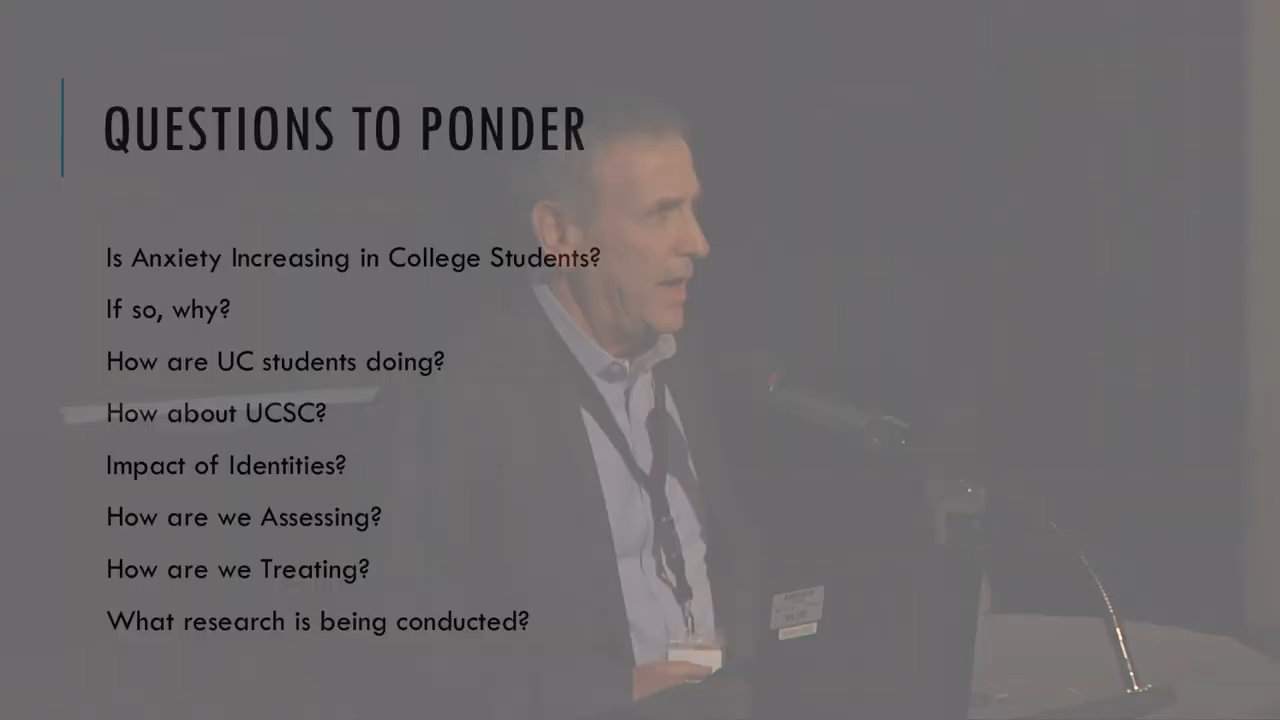 QUESTIONS TO PONDER
Is Anxiety Increasing in College Students?
If so, why?
How are UC students doing?
How about UCSC?
Impact of Identities?
How are we Assessing?
How are we Treating?
What research is being conducted?